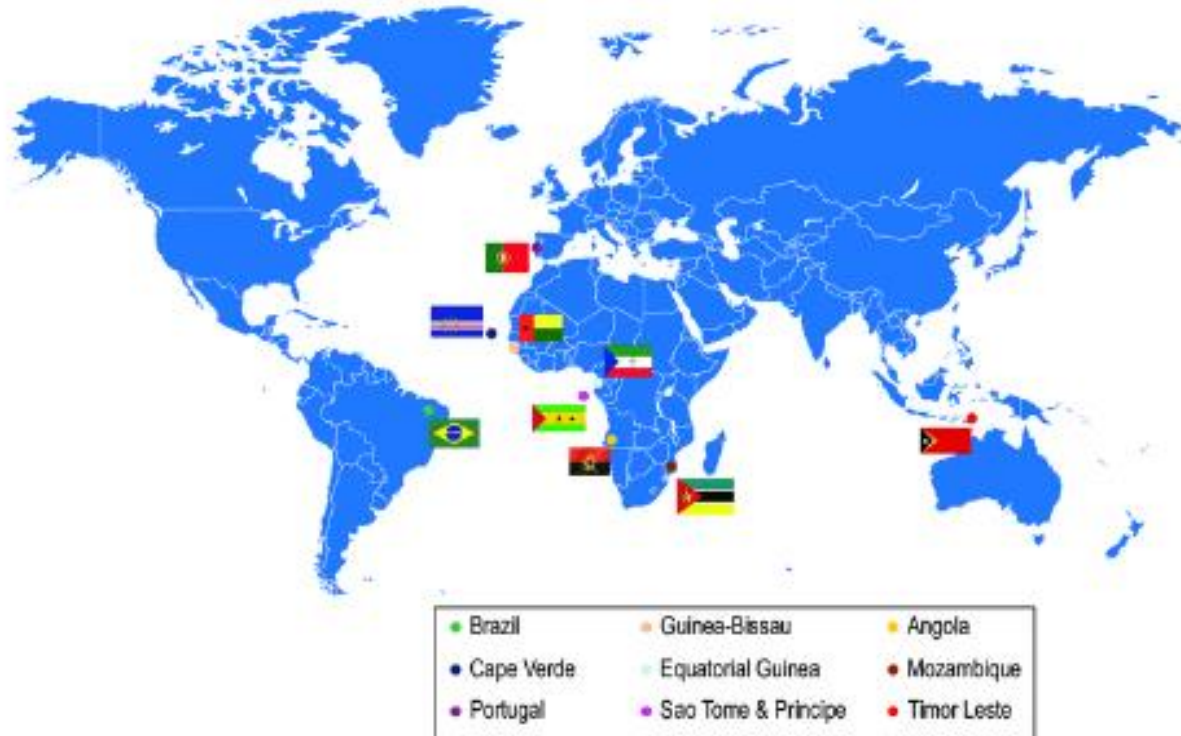 Brazil Guinea-Bissau Angola
Cape Verde Equatorial Guinea Mozambique
Portugal Sao Tome & Principe Timor Leste